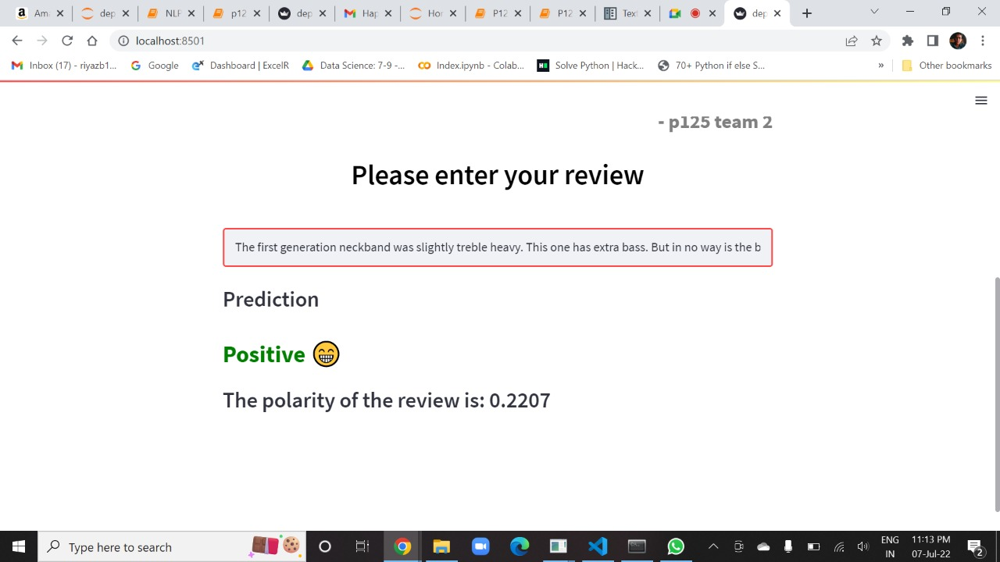 Am
dep
NLF
p12
dep
Hap
Hor
P12
P12
Tex
dep
localhost:8501
Inbox (17) - riyazb1...
Google
Dashboard | ExcelR
Data Science: 7-9 -...
Index.ipynb - Colab...
Solve Python | Hack...
70+ Python if else S...
»
Other bookmarks
- p125 team 2
Please enter your review
The first generation neckband was slightly treble heavy. This one has extra bass. But in no way is the b
Prediction
Positive 😁
The polarity of the review is: 0.2207
Type here to search
ENG
IN
11:13 PM
07-Jul-22
2